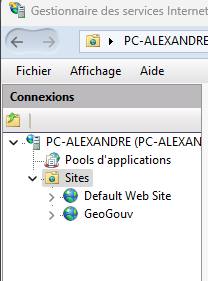 Gestionnaire des services Internet
PC-ALEXANDRE
Fichier Affichage Aide
Connexions
PC-ALEXANDRE (PC-ALEXAN
Pools d'applications
Sites
Default Web Site
GeoGouv